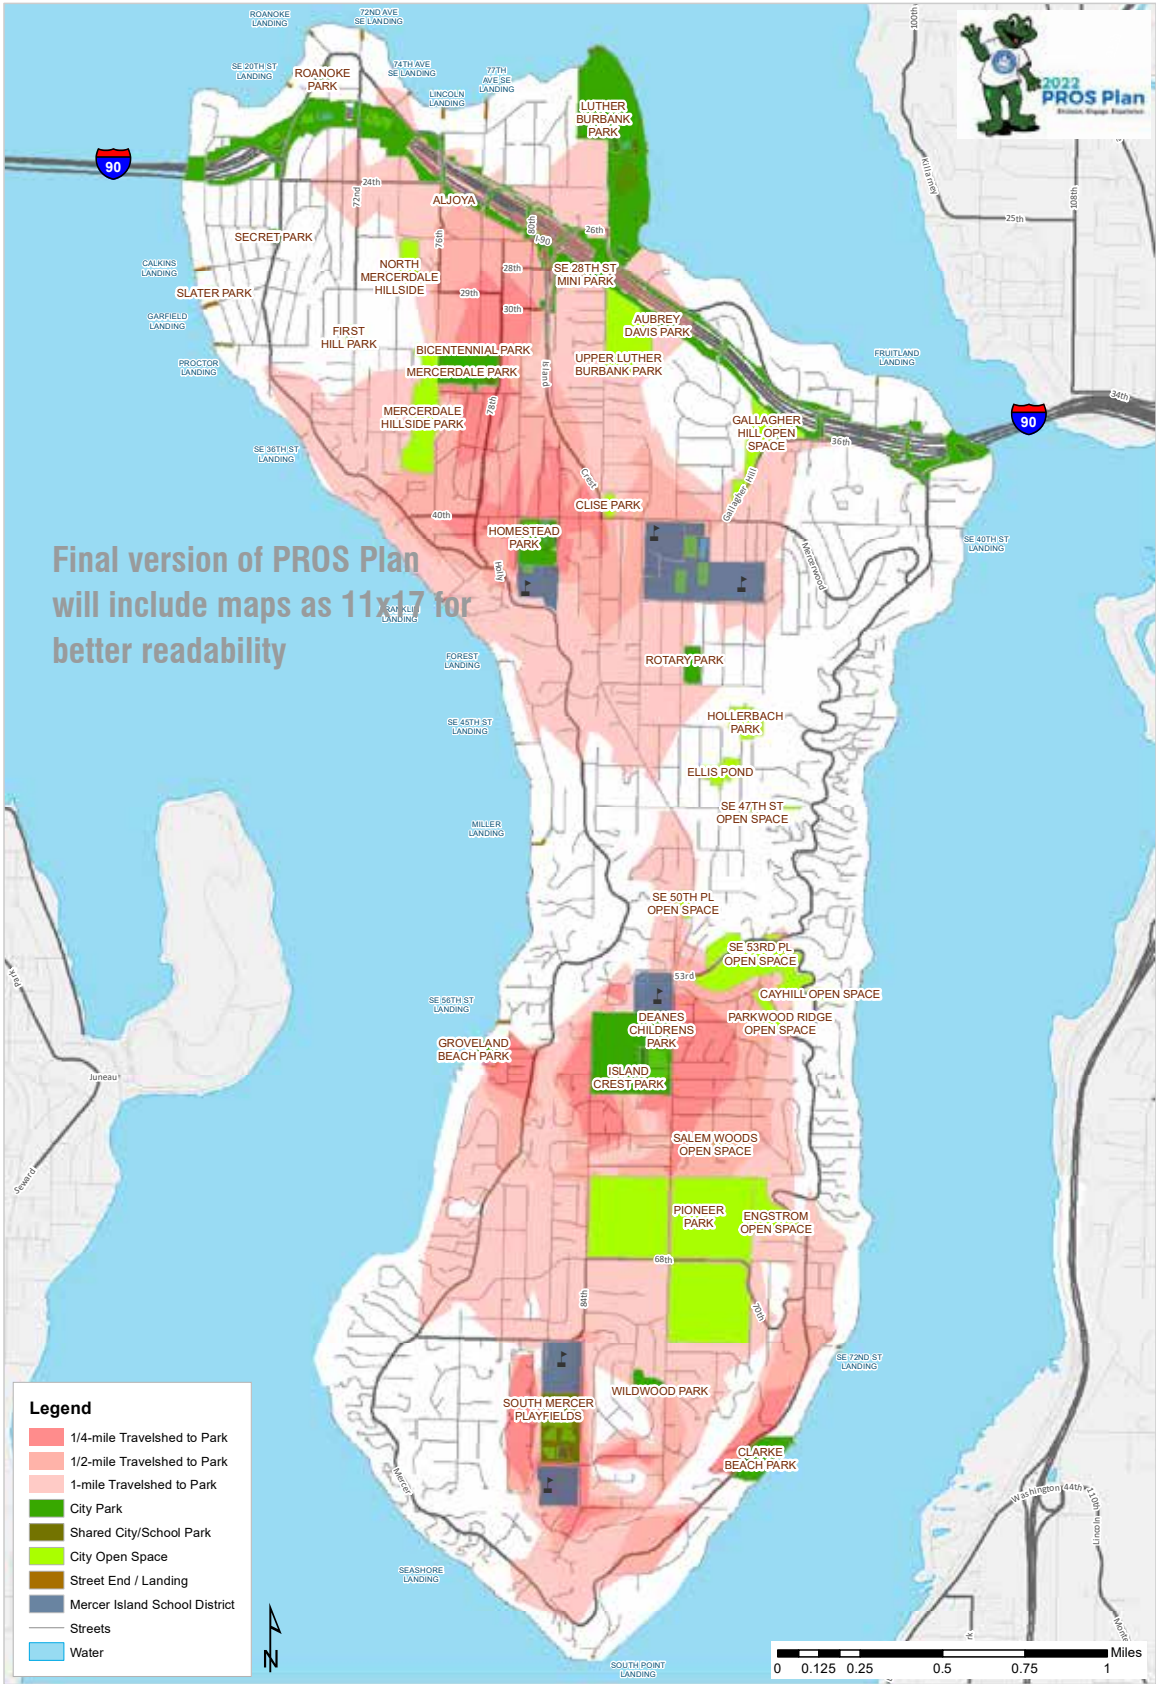 ROANOKE
LANDING
72ND AVE
SE LANDING
SE 20TH ST
LANDING
ROANOKE
PARK
74TH AVE
SE LANDING
77TH
AVE SE
LANDING
LINCOLN
LANDING
LUTHER
BURBANK
PARK
100th
2022
PROS Plan
90
24th
72nd
ALJOYA
Killarney
108th
25th
SECRET PARK
76th
80th
I-90
26th
CALKINS
LANDING
NORTH
MERCERDALE
HILLSIDE
28th
SE 28TH ST
MINI PARK
SLATER PARK
29th
30th
GARFIELD
LANDING
FIRST
HILL PARK
AUBREY
DAVIS PARK
BICENTENNIAL PARK
UPPER LUTHER
BURBANK PARK
PROCTOR
LANDING
MERCERDALE PARK
Island
FRUITLAND
LANDING
34th
78th
MERCERDALE
HILLSIDE PARK
GALLAGHER
HILL OPEN
SPACE
90
36th
SE 36TH ST
LANDING
Crest
Gallagher Hill
CLISE PARK
40th
HOMESTEAD
PARK
SE 40TH ST
LANDING
Final version of PROS Plan
will include maps as 11x17 for
better readability
Holly
Mercerwood
LANDING
FOREST
LANDING
ROTARY PARK
SE 45TH ST
LANDING
HOLLERBACH
PARK
ELLIS POND
SE 47TH ST
OPEN SPACE
MILLER
LANDING
SE 50TH PL
OPEN SPACE
SE 53RD PL
OPEN SPACE
53rd
Park
CAYHILL OPEN SPACE
SE 56TH ST
LANDING
DEANES
CHILDRENS
PARK
PARKWOOD RIDGE
OPEN SPACE
GROVELAND
BEACH PARK
ISLAND
CREST PARK
Juneau
SALEM WOODS
OPEN SPACE
Seward
PIONEER
PARK
ENGSTROM
OPEN SPACE
68th
84th
70th
SE 72ND ST
LANDING
WILDWOOD PARK
SOUTH MERCER
PLAYFIELDS
CLARKE
BEACH PARK
Mercer
Washington
44th
110th
Lincoln
SEASHORE
LANDING
SOUTH POINT
LANDING
Legend
1/4-mile Travelshed to Park
1/2-mile Travelshed to Park
1-mile Travelshed to Park
City Park
Shared City/School Park
City Open Space
Street End / Landing
Mercer Island School District
Streets
Water
N
Miles
0 0.125 0.25 0.5 0.75 1